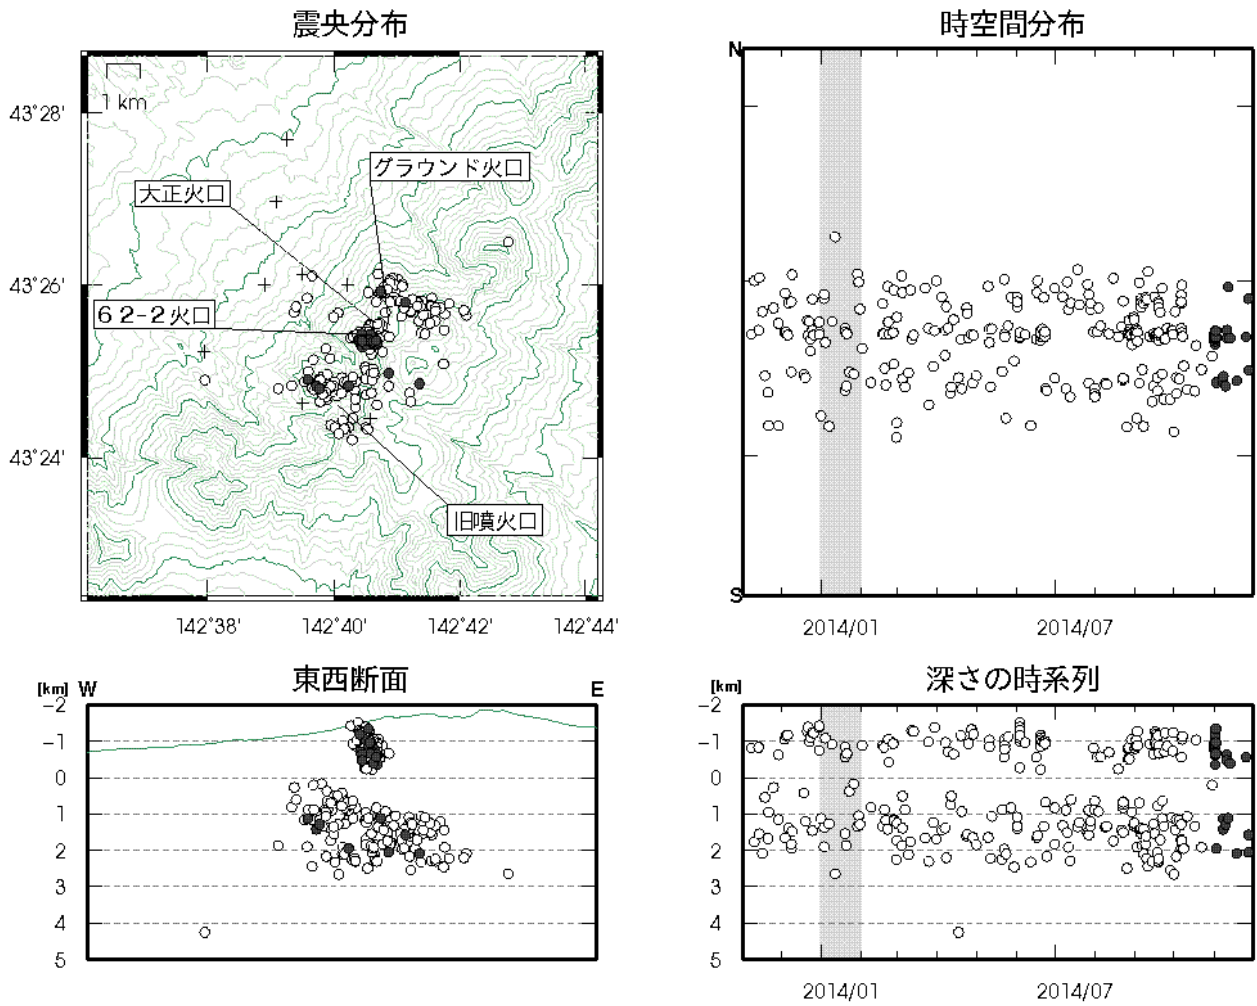 震央分布
1 km
43°28'
43°26'
43°24'
グラウンド火口
大正火口
62-2火口
旧噴火口
142°38'
142°40'
142°42'
142°44'
時空間分布
N
S
2014/01
2014/07
東西断面
[km]
W
E
-2
-1
0
1
2
3
4
5
深さの時系列
[km]
-2
-1
0
1
2
3
4
5
2014/01
2014/07